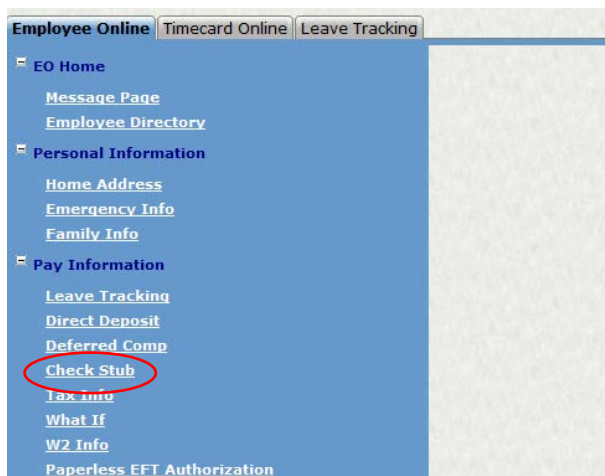 Employee Online Timecard Online Leave Tracking
EO Home
Message Page
Employee Directory
Personal Information
Home Address
Emergency Info
Family Info
Pay Information
Leave Tracking
Direct Deposit
Deferred Comp
Check Stub
Tax Info
What If
W2 Info
Paperless EFT Authorization